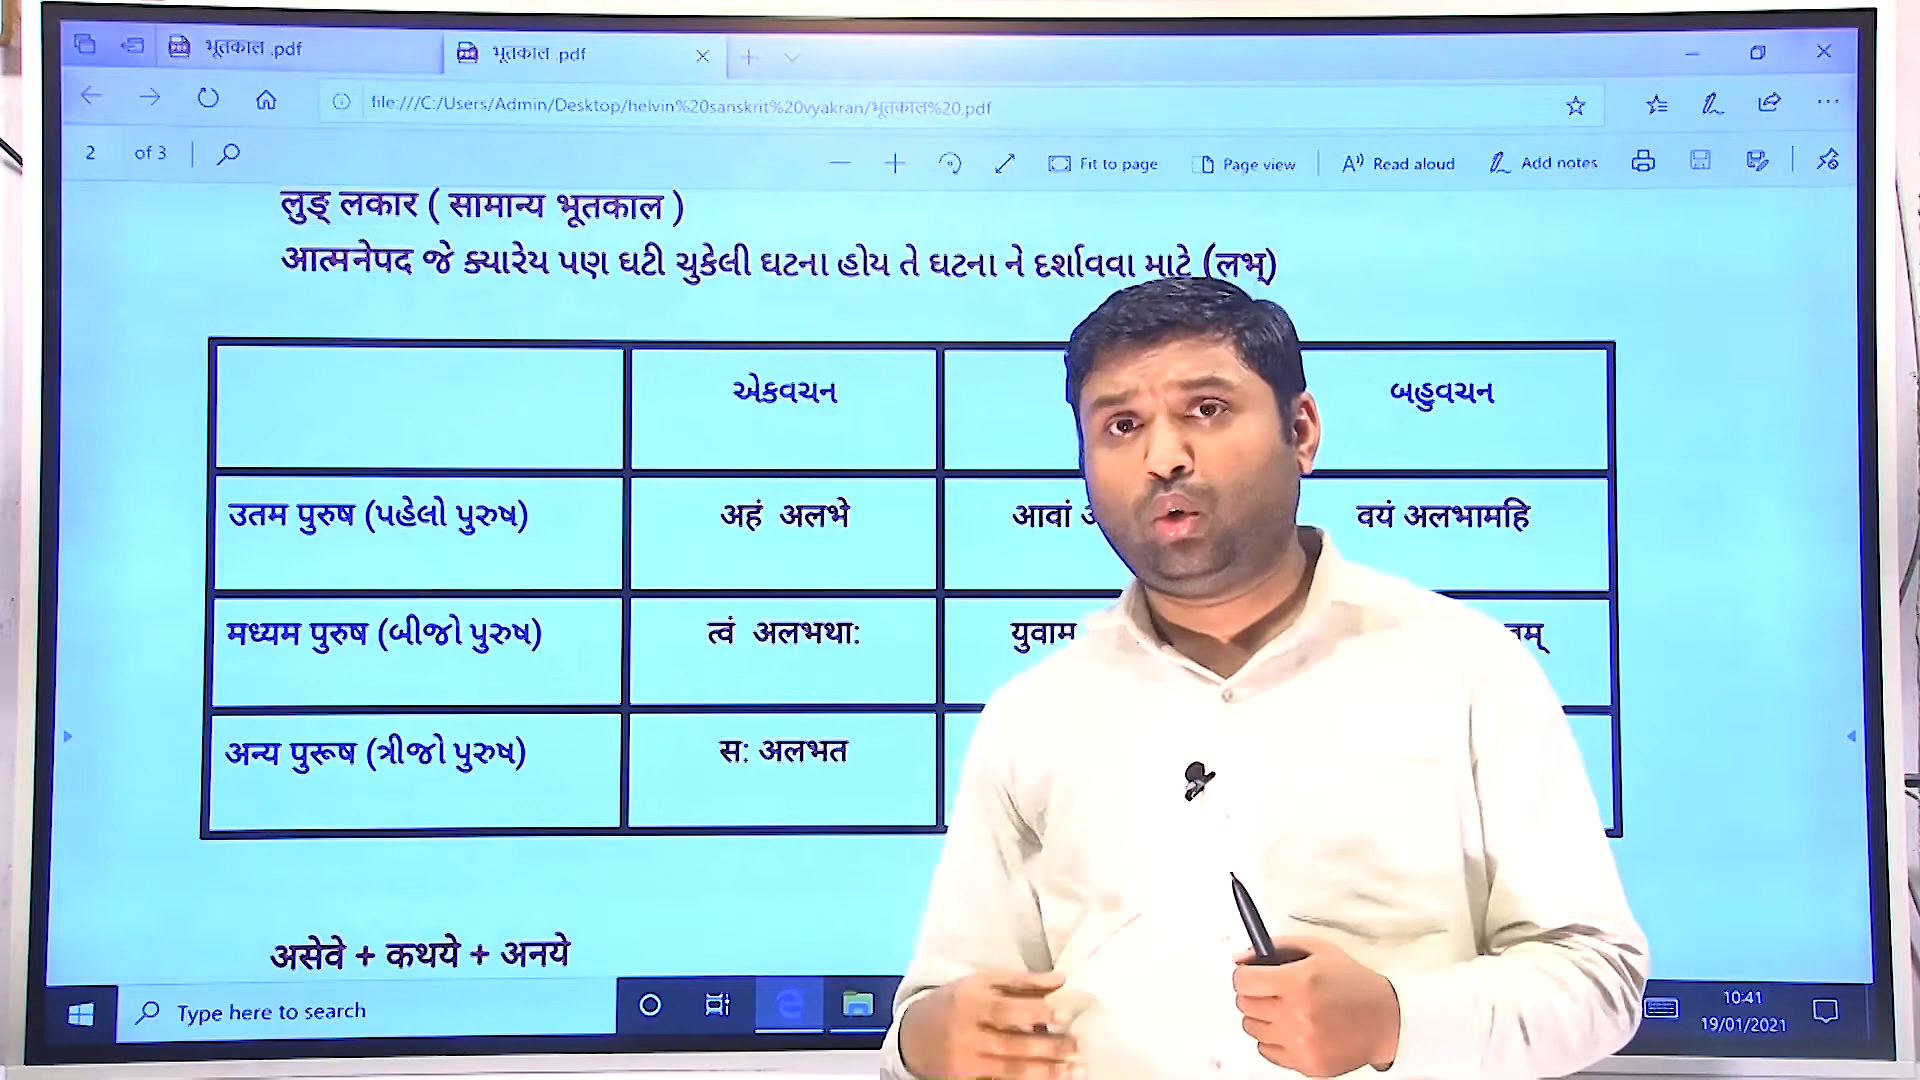 भूतकाल .pdf
भूतकाल .pdf
file:///C:/Users/Admin/Desktop/helvin%20sanskrit%20vyakran/भूतकाल%20.pdf
2 of 3
Fit to page
Page view
Read aloud
Add notes
लुङ् लकार ( सामान्य भूतकाल )
आत्मनेपद જે ક્યારેય પણ ઘટી ચુકેલી ઘટના હોય તે ઘટના ને દર્શાવવા માટે (लभ्)
એકવચન
બહુવચન
उतम पुरुष (પહેલો પુરુષ)
अहं अलभे
आवां
वयं अलभामहि
मध्यम पुरुष (બીજો પુરુષ)
त्वं अलभथा:
युवाम
अन्य पुरूष (ત્રીજો પુરુષ)
स: अलभत
असेवे + कथये + अनये
Type here to search
10:41
19/01/2021